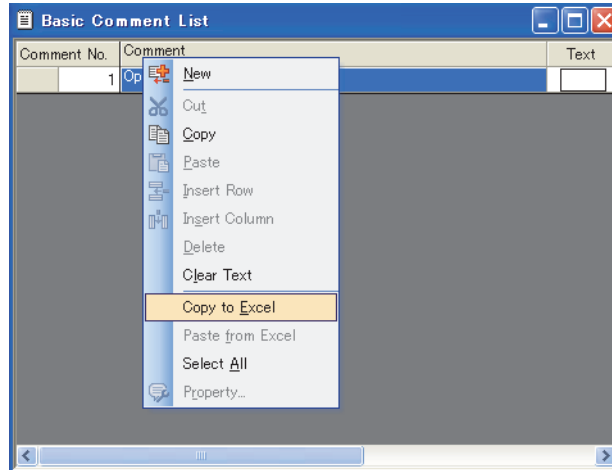 Basic Comment List
Comment No. Comment Text
1 Op
New
Cut
Copy
Paste
Insert Row
Insert Column
Delete
Clear Text
Copy to Excel
Paste from Excel
Select All
Property...